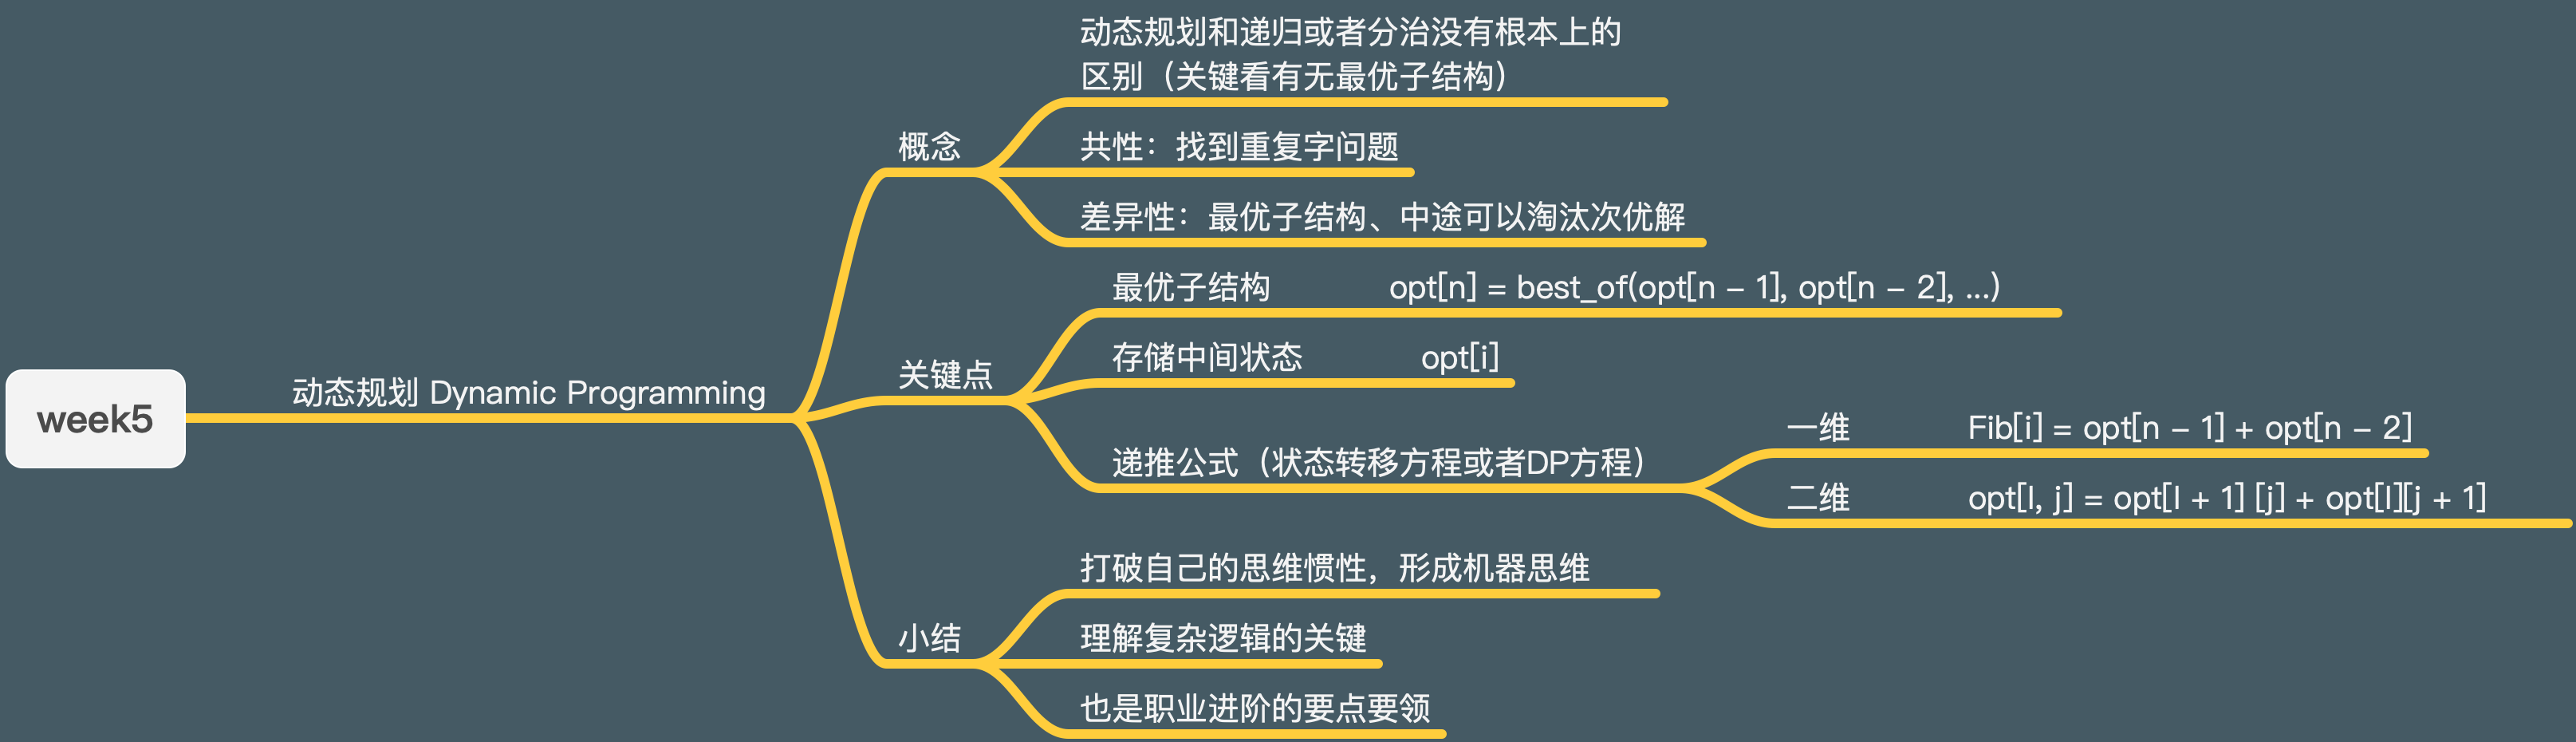 week5
动态规划 Dynamic Programming
概念
动态规划和递归或者分治没有根本上的
区别（关键看有无最优子结构）
共性：找到重复字问题
差异性：最优子结构、中途可以淘汰次优解
关键点
最优子结构 opt[n] = best_of(opt[n - 1], opt[n - 2], ...)
存储中间状态 opt[i]
递推公式（状态转移方程或者DP方程）
一维 Fib[i] = opt[n - 1] + opt[n - 2]
二维 opt[I, j] = opt[I + 1] [j] + opt[I][j + 1]
小结
打破自己的思维惯性，形成机器思维
理解复杂逻辑的关键
也是职业进阶的要点要领